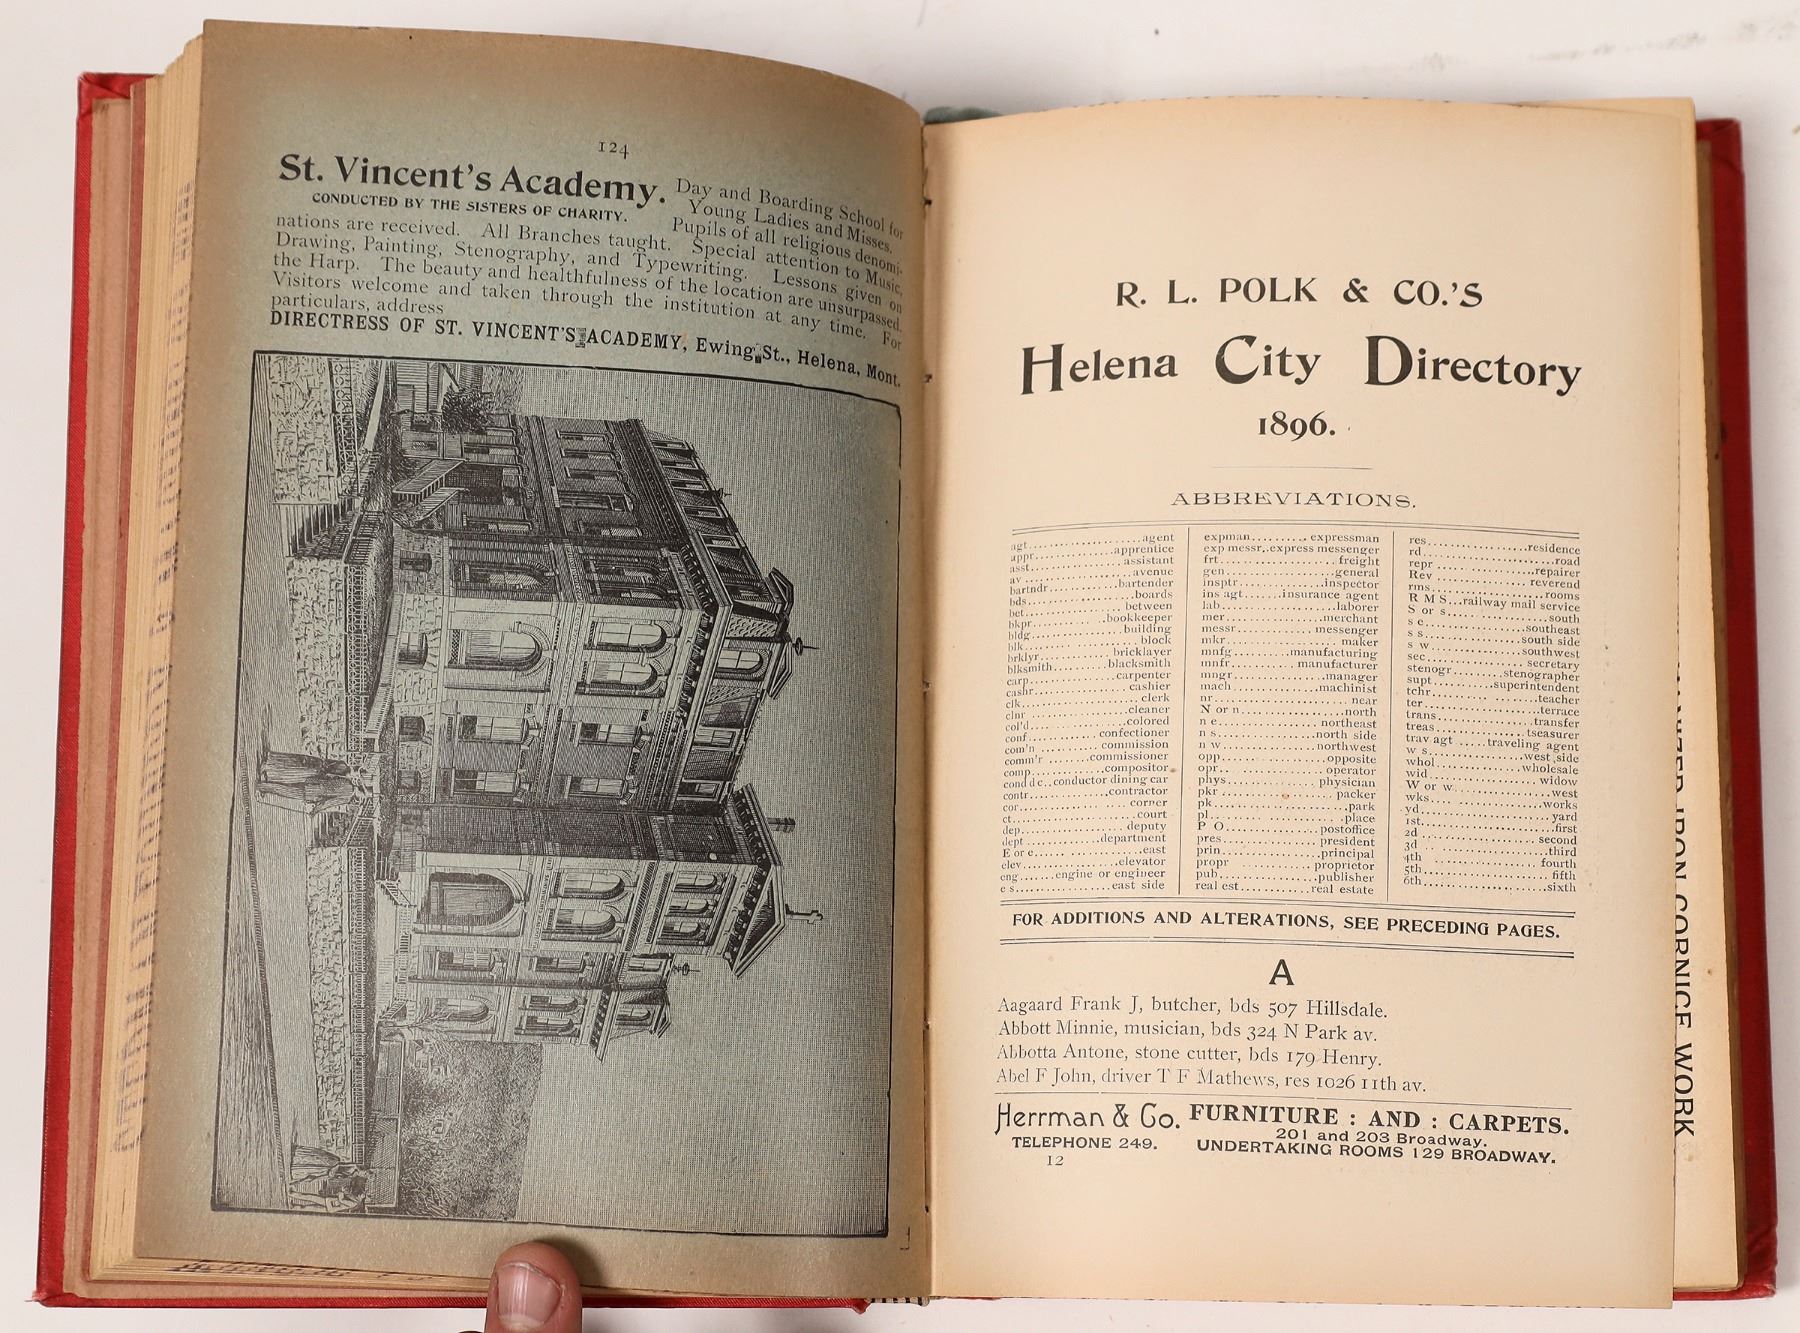 124
St. Vincent's Academy. Day and Boarding School for
CONDUCTED BY THE SISTERS OF CHARITY. Young Ladies and Misses.
Pupils of all religious denomi-
nations are received. All Branches taught. Special attention to Music,
Drawing, Painting, Stenography, and Typewriting. Lessons given on
the Harp. The beauty and healthfulness of the location are unsurpassed.
Visitors welcome and taken through the institution at any time. For
particulars, address
DIRECTRESS OF ST. VINCENT'S ACADEMY, Ewing St., Helena, Mont.
R. L. POLK & CO.'S
Helena City Directory
1896.
ABBREVIATIONS.
agt....agent
appr....apprentice
asst....assistant
av....avenue
bartndr....bartender
bds....boards
bet....between
bkpr....bookkeeper
bldg....building
blk....block
brklyr....bricklayer
blksmith....blacksmith
carp....carpenter
cashr....cashier
clk....clerk
clnr....cleaner
col'd....colored
conf....confectioner
com'n....commission
comm'r....commissioner
comp....compositor
cond d c..conductor dining car
contr....contractor
cor....corner
ct....court
dep....deputy
dept....department
E or e....east
elev....elevator
eng....engine or engineer
e s....east side
expman....expressman
exp messr..express messenger
frt....freight
gen....general
insptr....inspector
ins agt....insurance agent
lab....laborer
mer....merchant
messr....messenger
mkr....maker
mnfg....manufacturing
mnfr....manufacturer
mngr....manager
mach....machinist
nr....near
N or n....north
n e....northeast
n s....north side
n w....northwest
opp....opposite
opr....operator
phys....physician
pkr....packer
pk....park
pl....place
P O....postoffice
pres....president
prin....principal
propr....proprietor
pub....publisher
real est....real estate
res....residence
rd....road
repr....repairer
Rev....reverend
rms....rooms
R M S...railway mail service
S or s....south
s e....southeast
s s....south side
s w....southwest
sec....secretary
stenogr....stenographer
supt....superintendent
tchr....teacher
ter....terrace
trans....transfer
treas....tseasurer
trav agt....traveling agent
w s....west side
whol....wholesale
wid....widow
W or w....west
wks....works
yd....yard
1st....first
2d....second
3d....third
4th....fourth
5th....fifth
6th....sixth
FOR ADDITIONS AND ALTERATIONS, SEE PRECEDING PAGES.
A
Aagaard Frank J, butcher, bds 507 Hillsdale.
Abbott Minnie, musician, bds 324 N Park av.
Abbotta Antone, stone cutter, bds 179 Henry.
Abel F John, driver T F Mathews, res 1026 11th av.
Herrman & Co. FURNITURE : AND : CARPETS.
TELEPHONE 249. 201 and 203 Broadway.
UNDERTAKING ROOMS 129 BROADWAY.
12
IRON CORNICE WORK